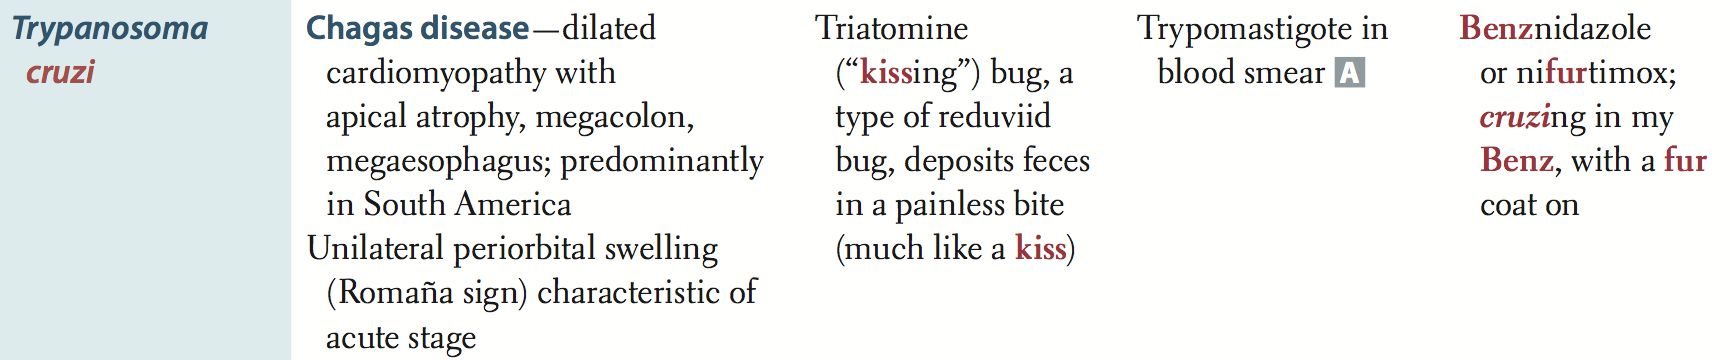 Trypanosoma
cruzi
Chagas disease—dilated
cardiomyopathy with
apical atrophy, megacolon,
megaesophagus; predominantly
in South America
Unilateral periorbital swelling
(Romaña sign) characteristic of
acute stage
Triatomine
(“kissing”) bug, a
type of reduviid
bug, deposits feces
in a painless bite
(much like a kiss)
Trypomastigote in
blood smear A
Benznidazole
or nifurtimox;
cruzing in my
Benz, with a fur
coat on